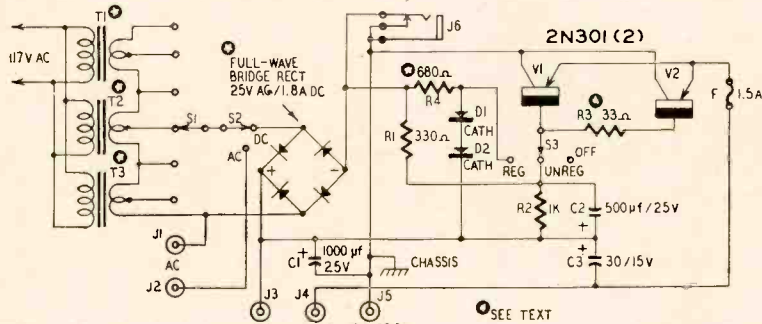 T1
117V AC
T2
T3
S1
S2
FULL-WAVE
BRIDGE RECT
25V AC/1.8A DC
DC
AC
+
-
J1
AC
J2
J6
680Ω
R4
D1
CATH
D2
CATH
R1
330Ω
2N301 (2)
V1
V2
R3
33Ω
F
1.5A
S3
REG
UNREG
OFF
R2
1K
C2
500μf/25V
+
+
C3
30/15V
C1
+
1000 μf
25V
CHASSIS
J3
J4
J5
SEE TEXT